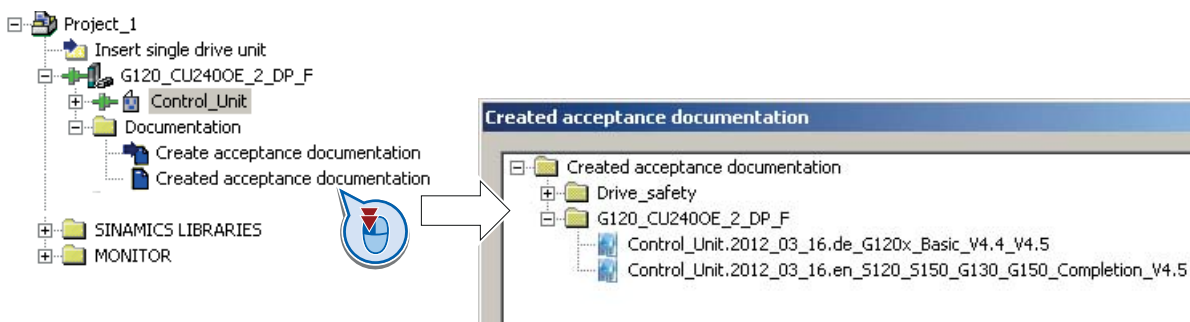 Project_1
Insert single drive unit
G120_CU240OE_2_DP_F
Control_Unit
Documentation
Create acceptance documentation
Created acceptance documentation
SINAMICS LIBRARIES
MONITOR
Created acceptance documentation
Created acceptance documentation
Drive_safety
G120_CU240OE_2_DP_F
Control_Unit.2012_03_16.de_G120x_Basic_V4.4_V4.5
Control_Unit.2012_03_16.en_S120_S150_G130_G150_Completion_V4.5